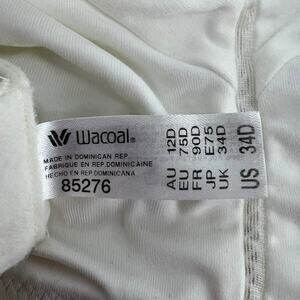 Wacoal®
MADE IN DOMINICAN REP.
FABRIQUE EN REP. DOMINICAINE
HECHO EN REP. DOMINICANA
85276
AU 12D
EU 75D
FR 90D
JP E75
UK 34D
US 34D